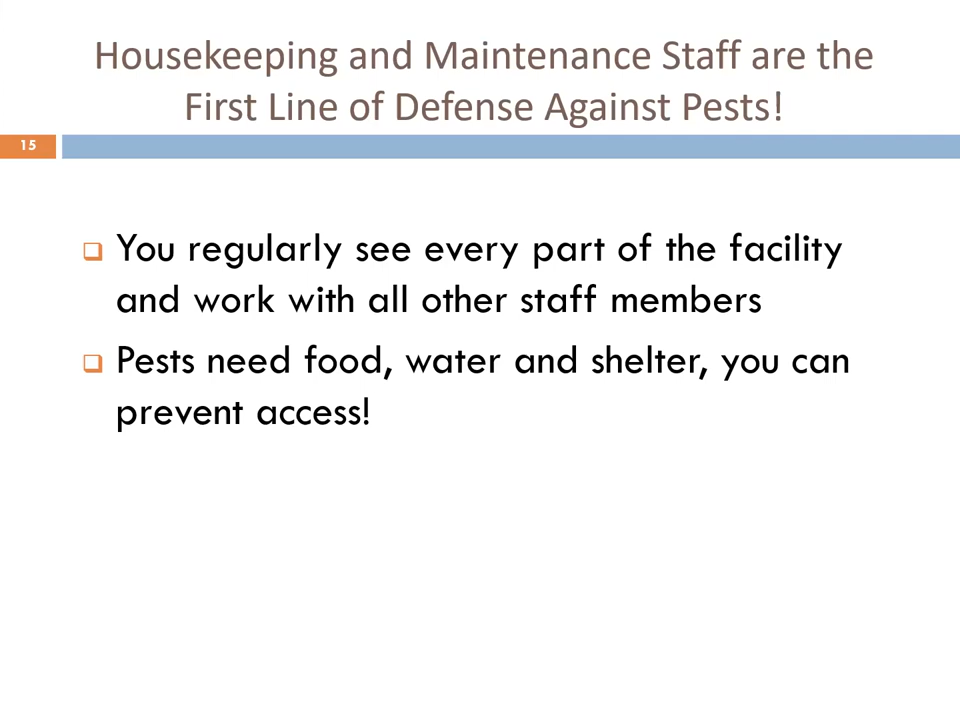 Housekeeping and Maintenance Staff are the
First Line of Defense Against Pests!
15
You regularly see every part of the facility
and work with all other staff members
Pests need food, water and shelter, you can
prevent access!